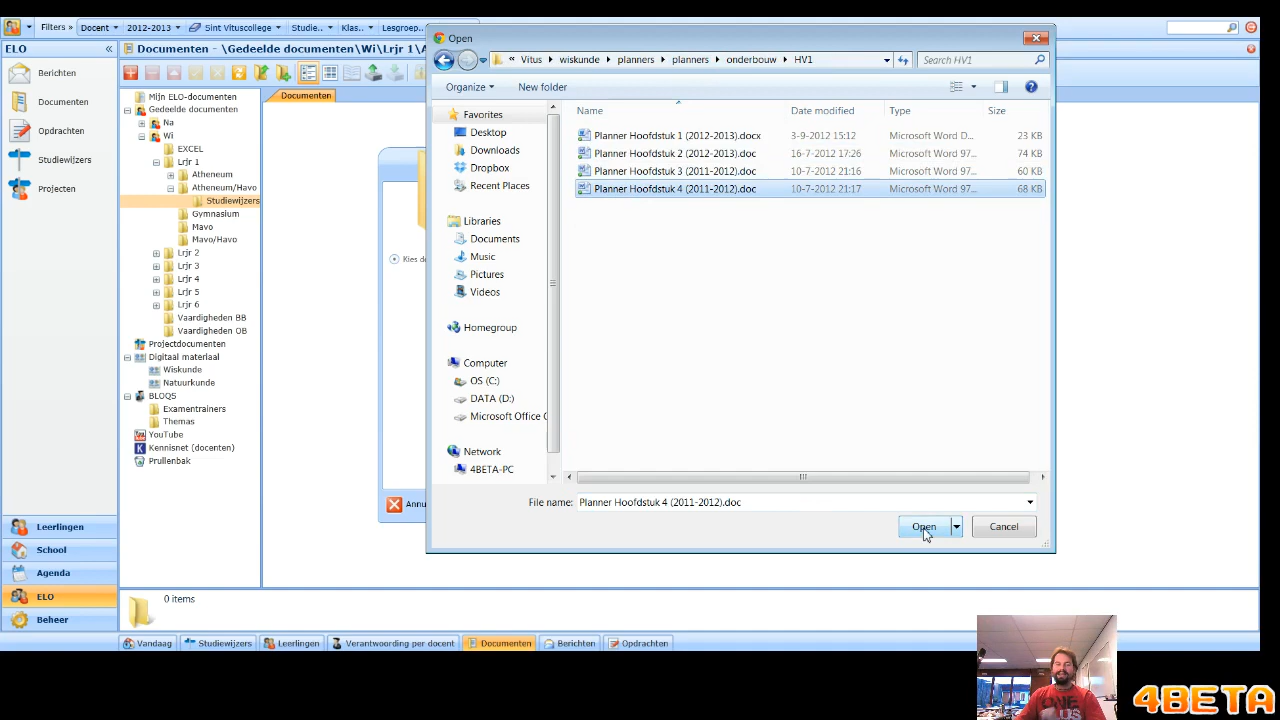 Filters »
Docent
2012-2013
Sint Vituscollege
Studie..
Klas..
Lesgroep..
ELO
«
Berichten
Documenten
Opdrachten
Studiewijzers
Projecten
Leerlingen
School
Agenda
ELO
Beheer
Documenten - \Gedeelde documenten\Wi\Lrjr 1\A
Documenten
Mijn ELO-documenten
Gedeelde documenten
Na
Wi
EXCEL
Lrjr 1
Atheneum
Atheneum/Havo
Studiewijzers
Gymnasium
Mavo
Mavo/Havo
Lrjr 2
Lrjr 3
Lrjr 4
Lrjr 5
Lrjr 6
Vaardigheden BB
Vaardigheden OB
Projectdocumenten
Digitaal materiaal
Wiskunde
Natuurkunde
BLOQS
Examentrainers
Themas
YouTube
Kennisnet (docenten)
Prullenbak
Kies de
Annu
Open
« Vitus wiskunde planners planners onderbouw HV1
Search HV1
Organize
New folder
Favorites
Desktop
Downloads
Dropbox
Recent Places
Libraries
Documents
Music
Pictures
Videos
Homegroup
Computer
OS (C:)
DATA (D:)
Microsoft Office C
Network
4BETA-PC
Name Date modified Type Size
Planner Hoofdstuk 1 (2012-2013).docx 3-9-2012 15:12 Microsoft Word D... 23 KB
Planner Hoofdstuk 2 (2012-2013).doc 16-7-2012 17:26 Microsoft Word 97... 74 KB
Planner Hoofdstuk 3 (2011-2012).doc 10-7-2012 21:16 Microsoft Word 97... 60 KB
Planner Hoofdstuk 4 (2011-2012).doc 10-7-2012 21:17 Microsoft Word 97... 68 KB
File name: Planner Hoofdstuk 4 (2011-2012).doc
Open
Cancel
0 items
Vandaag
Studiewijzers
Leerlingen
Verantwoording per docent
Documenten
Berichten
Opdrachten
4BETA